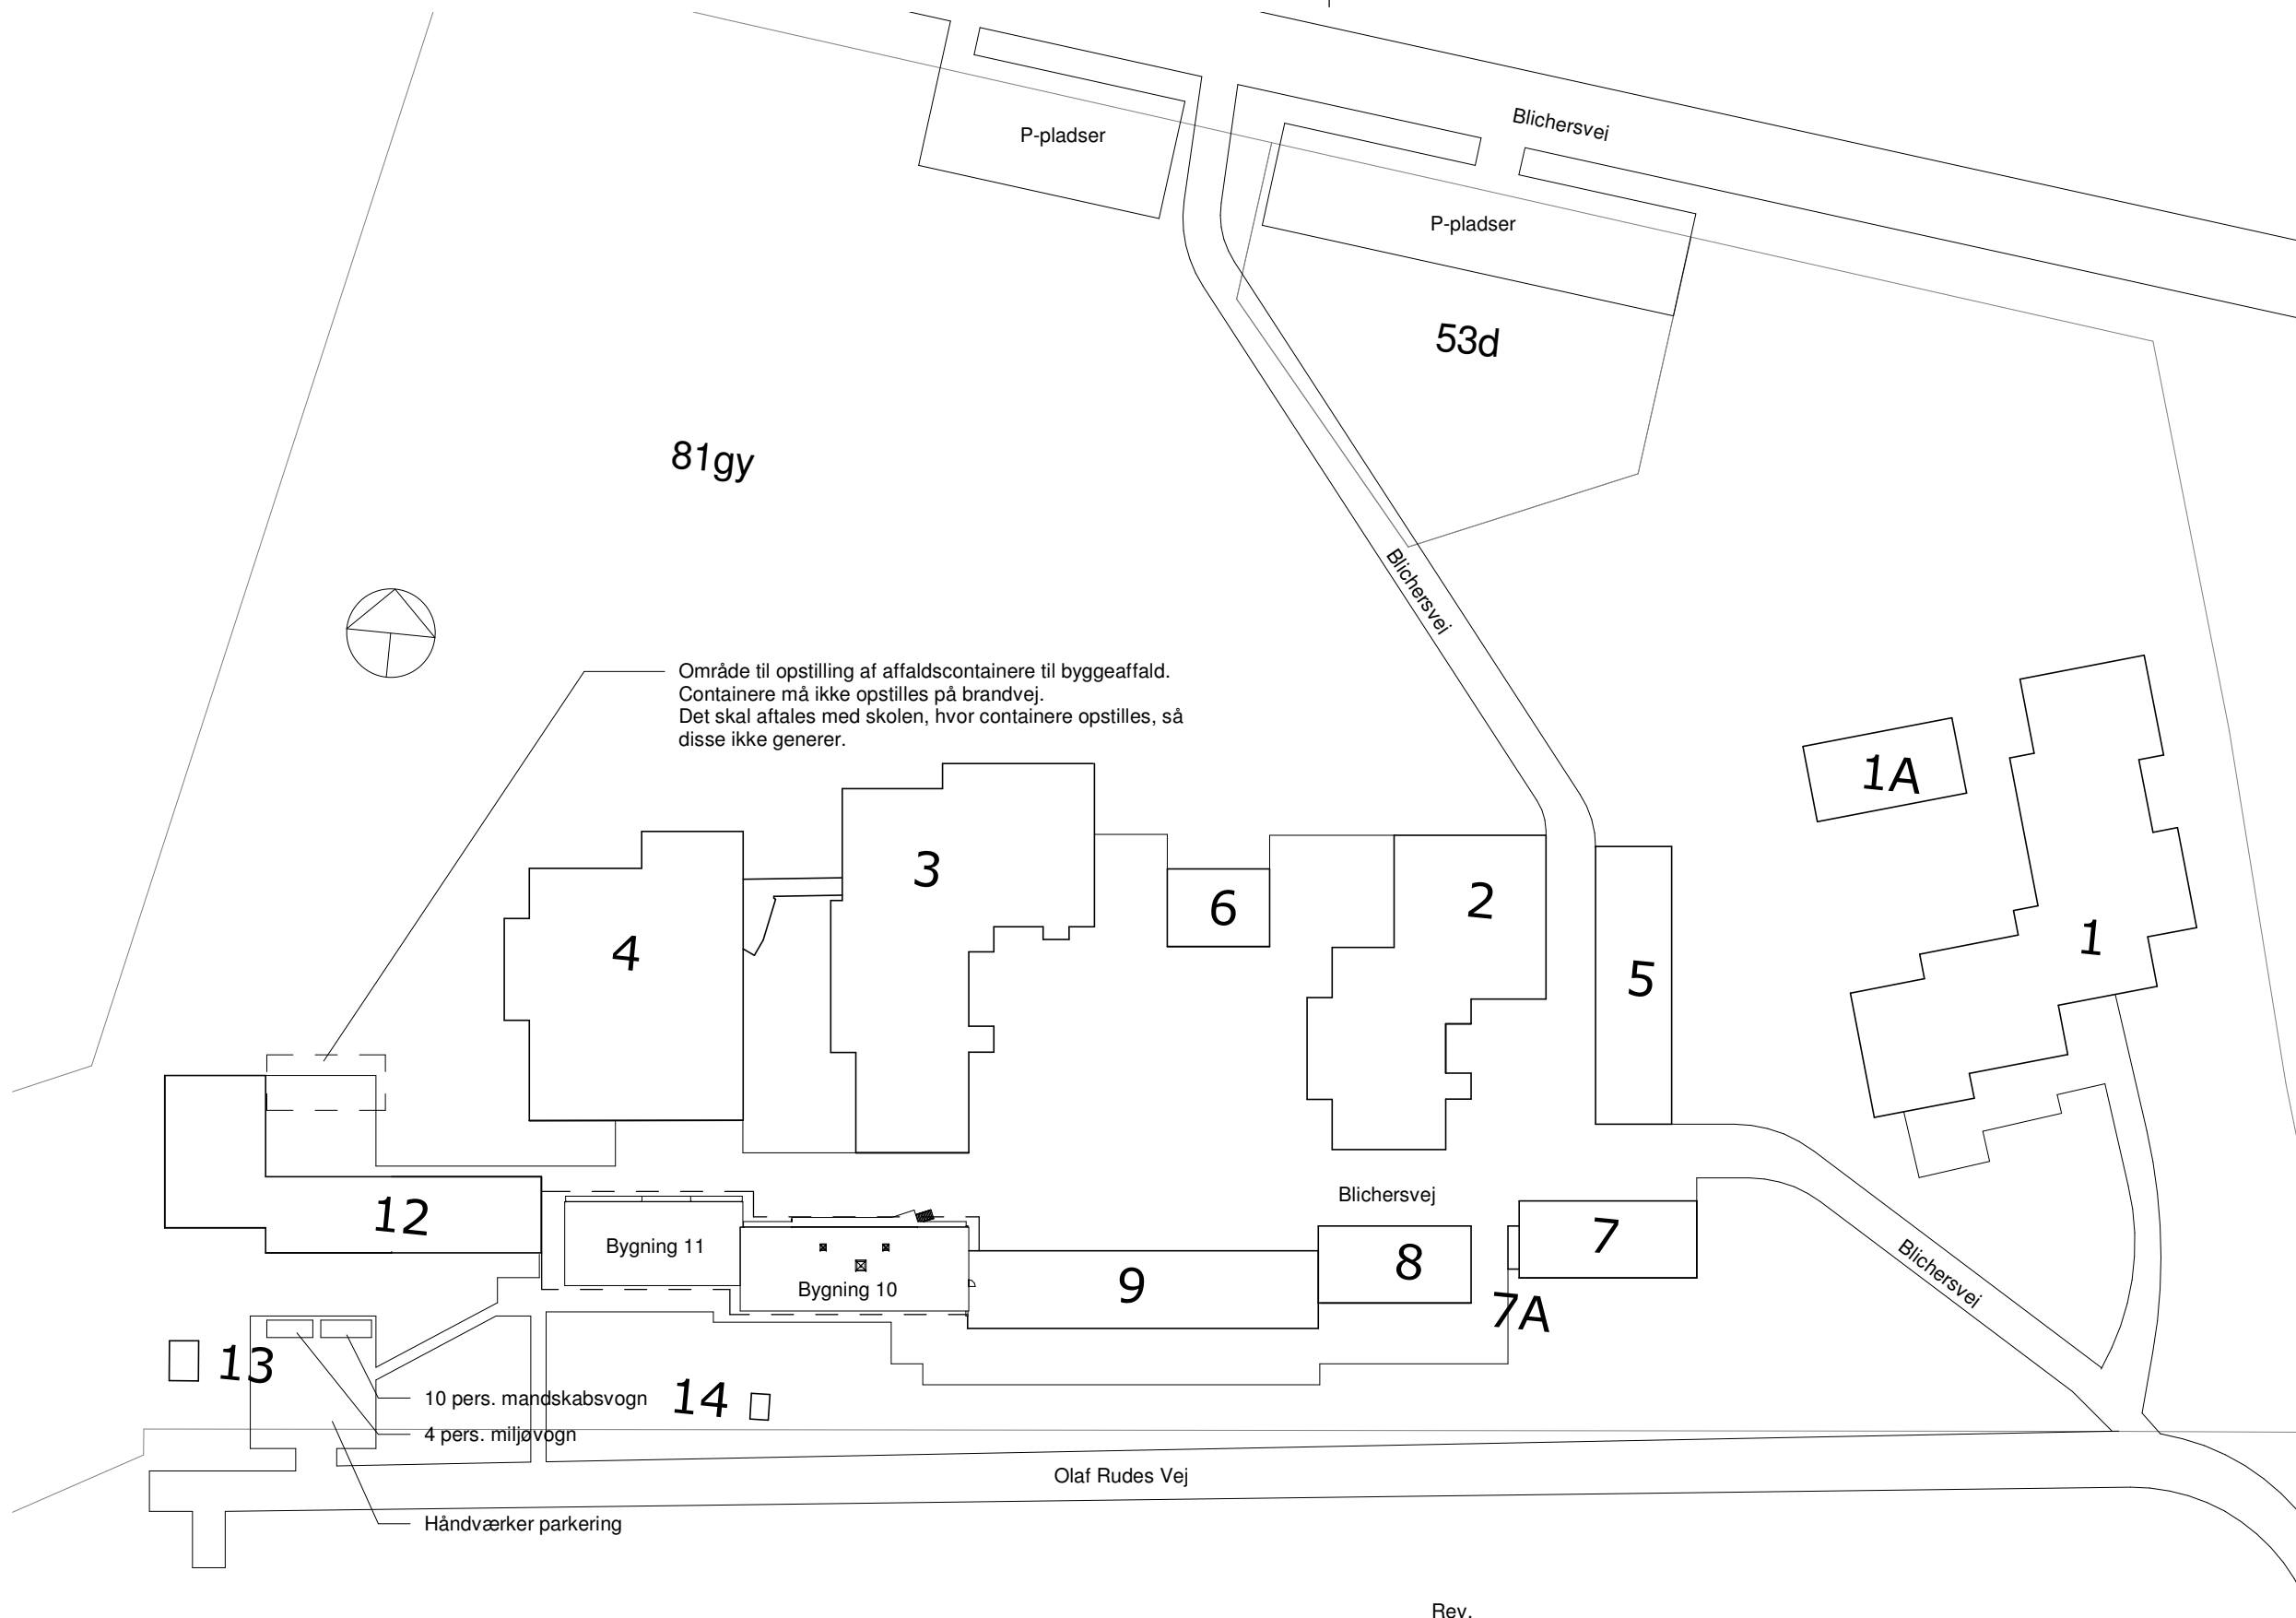 Blichersvei
P-pladser
P-pladser
53d
81gy
Blichersvei
Område til opstilling af affaldscontainere til byggeaffald.
Containere må ikke opstilles på brandvej.
Det skal aftales med skolen, hvor containere opstilles, så
disse ikke generer.
1A
3
6
2
4
5
1
Blichersvej
12
Bygning 11
Bygning 10
9
8
7
7A
Blichersvej
13
14
10 pers. mandskabsvogn
4 pers. miljøvogn
Olaf Rudes Vej
Håndværker parkering
Rev.